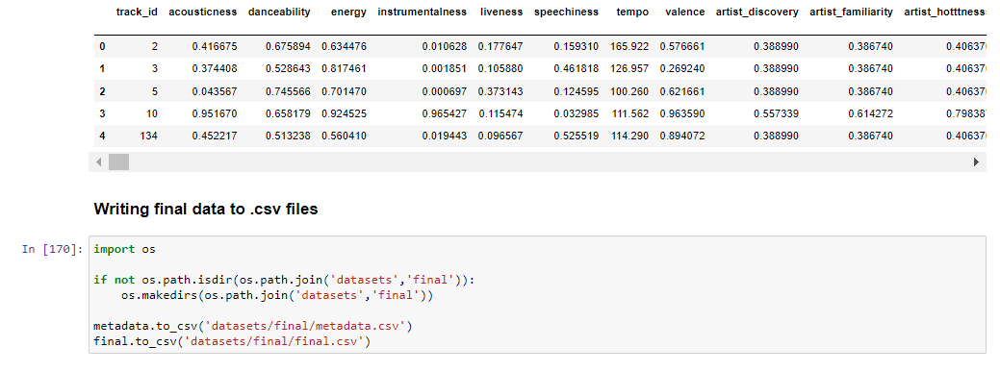 track_id acousticness danceability energy instrumentalness liveness speechiness tempo valence artist_discovery artist_familiarity artist_hotttness
0 2 0.416675 0.675894 0.634476 0.010628 0.177647 0.159310 165.922 0.576661 0.388990 0.386740 0.40637
1 3 0.374408 0.528643 0.817461 0.001851 0.105880 0.461818 126.957 0.269240 0.388990 0.386740 0.40637
2 5 0.043567 0.745566 0.701470 0.000697 0.373143 0.124595 100.260 0.621661 0.388990 0.386740 0.40637
3 10 0.951670 0.658179 0.924525 0.965427 0.115474 0.032985 111.562 0.963590 0.557339 0.614272 0.79838
4 134 0.452217 0.513238 0.560410 0.019443 0.096567 0.525519 114.290 0.894072 0.388990 0.386740 0.40637
Writing final data to .csv files
In [170]: import os
if not os.path.isdir(os.path.join('datasets','final')):
    os.makedirs(os.path.join('datasets','final'))
metadata.to_csv('datasets/final/metadata.csv')
final.to_csv('datasets/final/final.csv')